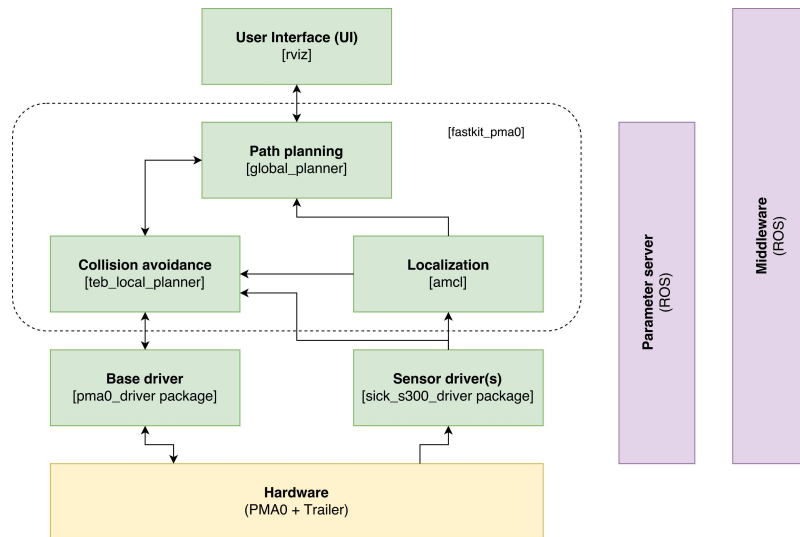 User Interface (UI)
[rviz]
[fastkit_pma0]
Path planning
[global_planner]
Collision avoidance
[teb_local_planner]
Localization
[amcl]
Base driver
[pma0_driver package]
Sensor driver(s)
[sick_s300_driver package]
Hardware
(PMA0 + Trailer)
Parameter server
(ROS)
Middleware
(ROS)